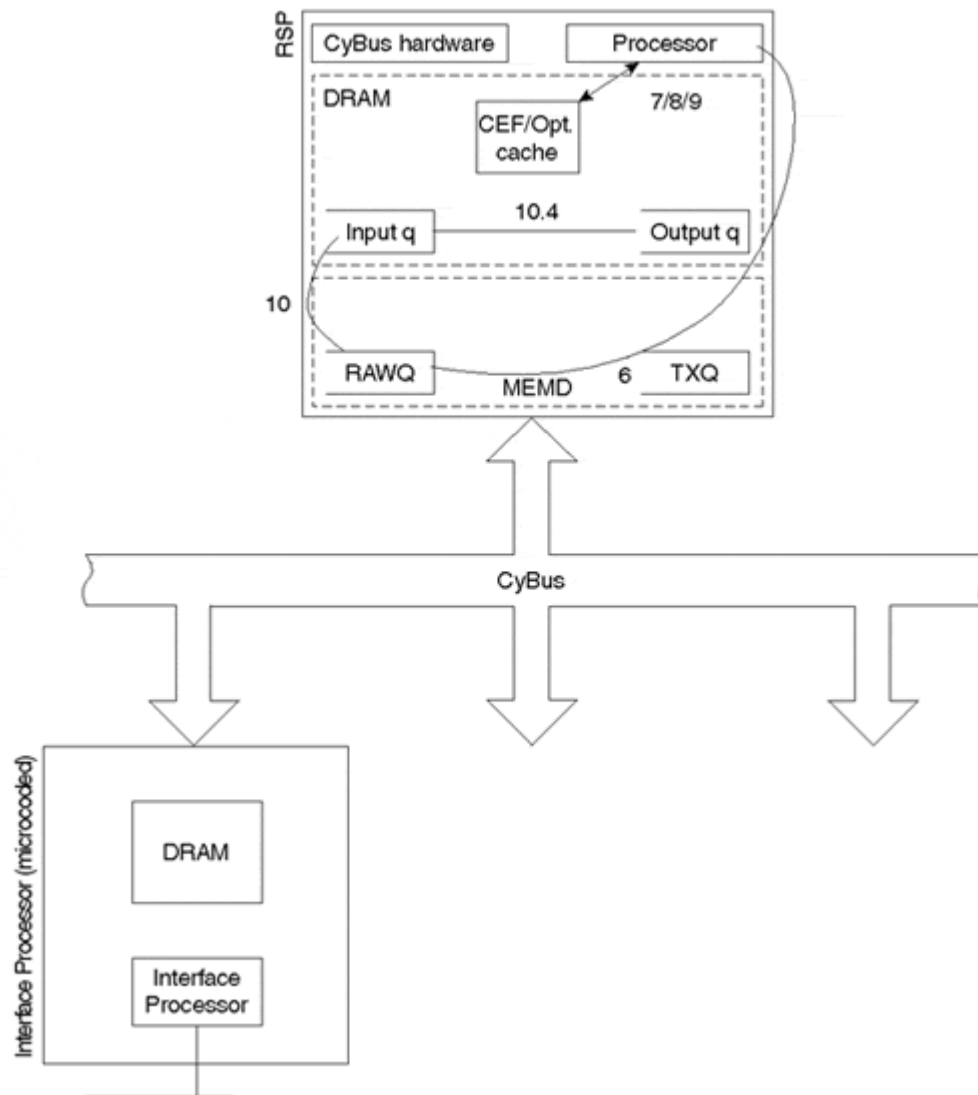 RSP
CyBus hardware
Processor
DRAM
7/8/9
CEF/Opt.
cache
10.4
Input q
Output q
10
RAWQ
MEMD
6
TXQ
CyBus
Interface Processor (microcoded)
DRAM
Interface
Processor